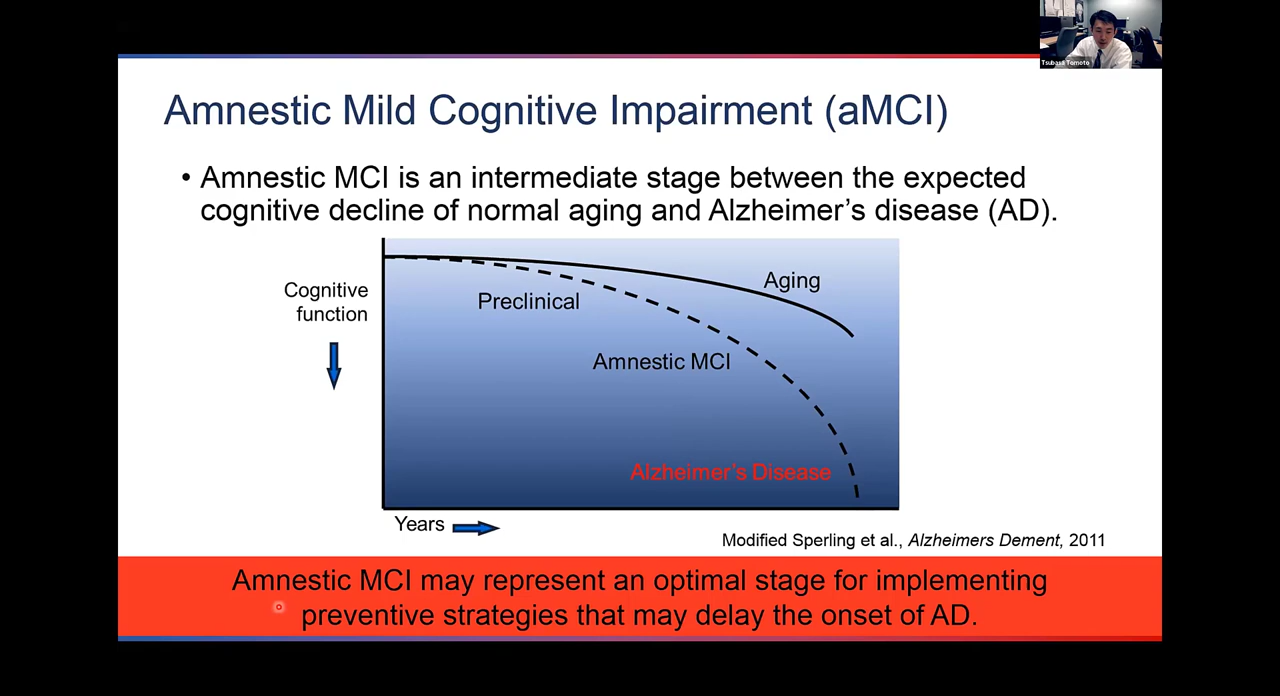 Tsubasa Tomoto
Amnestic Mild Cognitive Impairment (aMCI)
• Amnestic MCI is an intermediate stage between the expected
cognitive decline of normal aging and Alzheimer’s disease (AD).
Cognitive
function
Aging
Preclinical
Amnestic MCI
Alzheimer’s Disease
Years
Modified Sperling et al., Alzheimers Dement, 2011
Amnestic MCI may represent an optimal stage for implementing
preventive strategies that may delay the onset of AD.